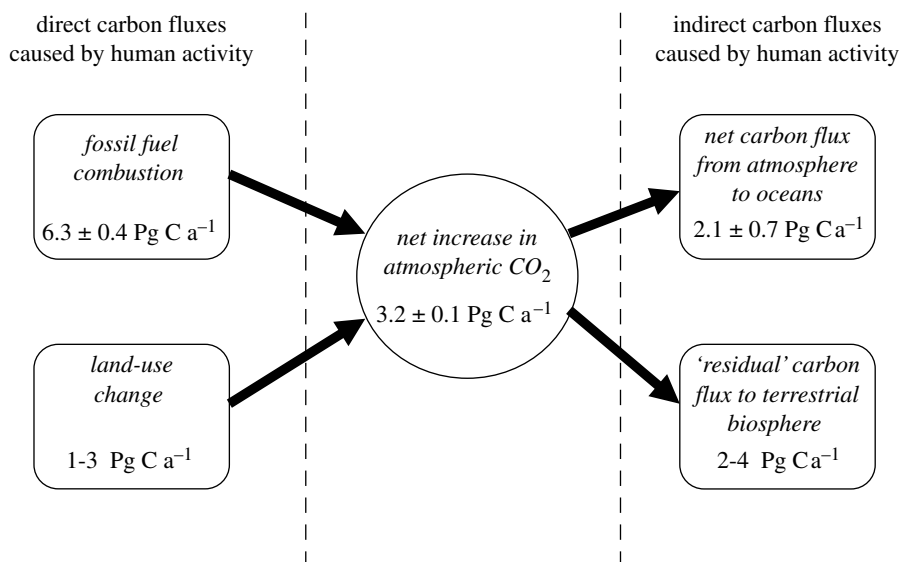 direct carbon fluxes
caused by human activity
indirect carbon fluxes
caused by human activity
fossil fuel
combustion
6.3 ± 0.4 Pg C a⁻¹
land-use
change
1-3 Pg C a⁻¹
net increase in
atmospheric CO₂
3.2 ± 0.1 Pg C a⁻¹
net carbon flux
from atmosphere
to oceans
2.1 ± 0.7 Pg C a⁻¹
‘residual’ carbon
flux to terrestrial
biosphere
2-4 Pg C a⁻¹